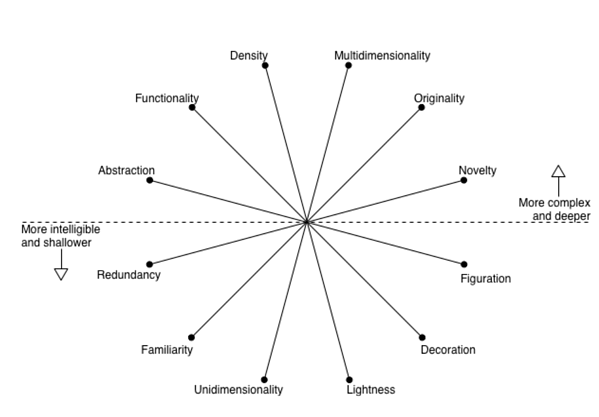 Density
Multidimensionality
Functionality
Originality
Abstraction
Novelty
More complex
and deeper
More intelligible
and shallower
Redundancy
Figuration
Familiarity
Decoration
Unidimensionality
Lightness